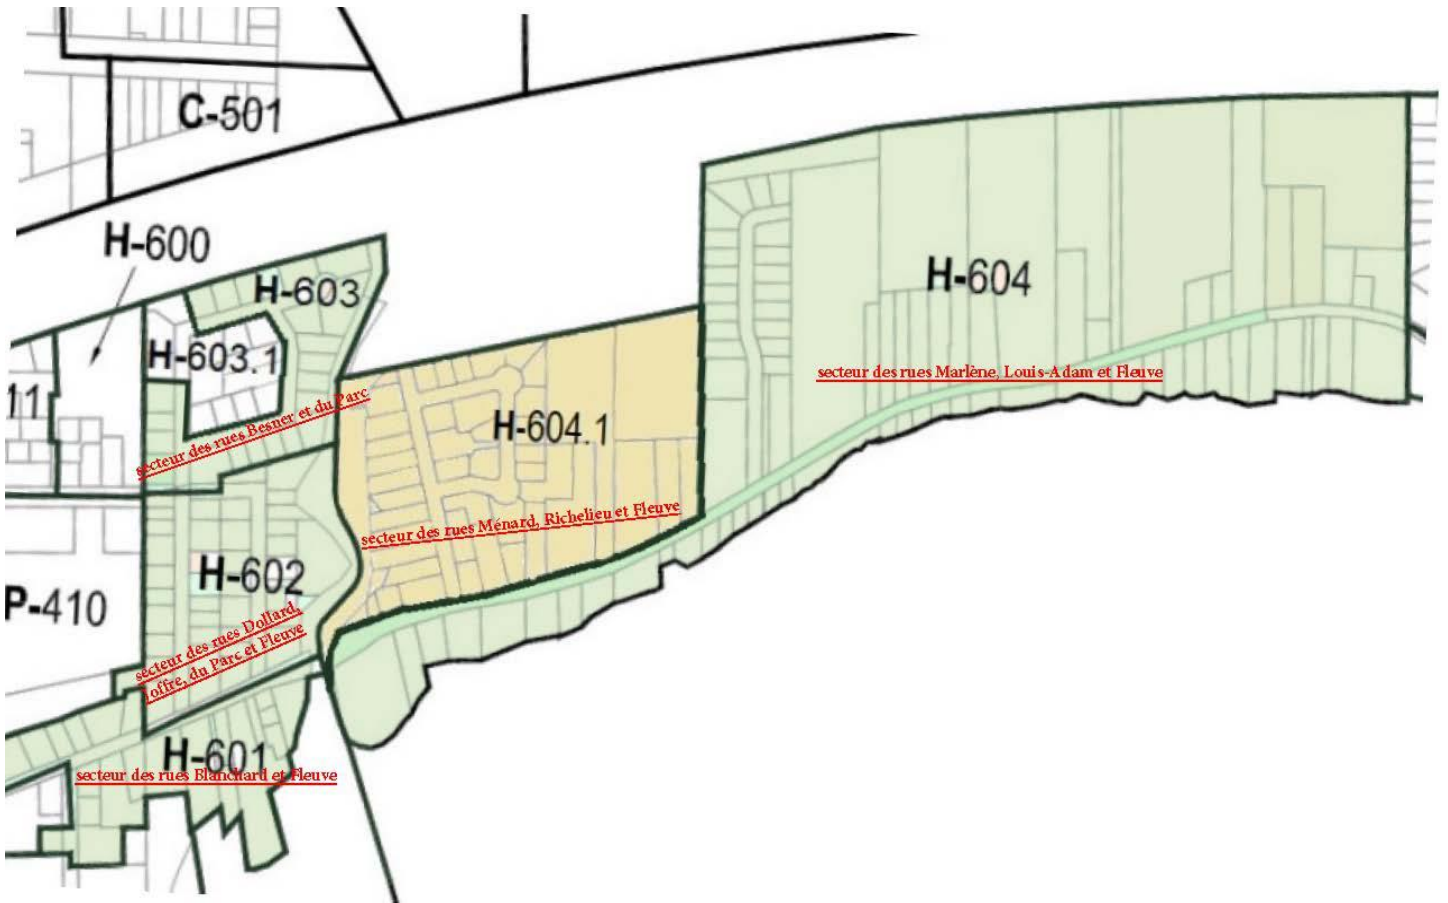 C-501
H-600
H-603
H-604
H-603.1
secteur des rues Marlène, Louis-Adam et Fleuve
11
secteur des rues Besner et du Parc
H-604.1
secteur des rues Ménard, Richelieu et Fleuve
H-602
P-410
secteur des rues Dollard,
Joffre, du Parc et Fleuve
H-601
secteur des rues Blanchard et Fleuve